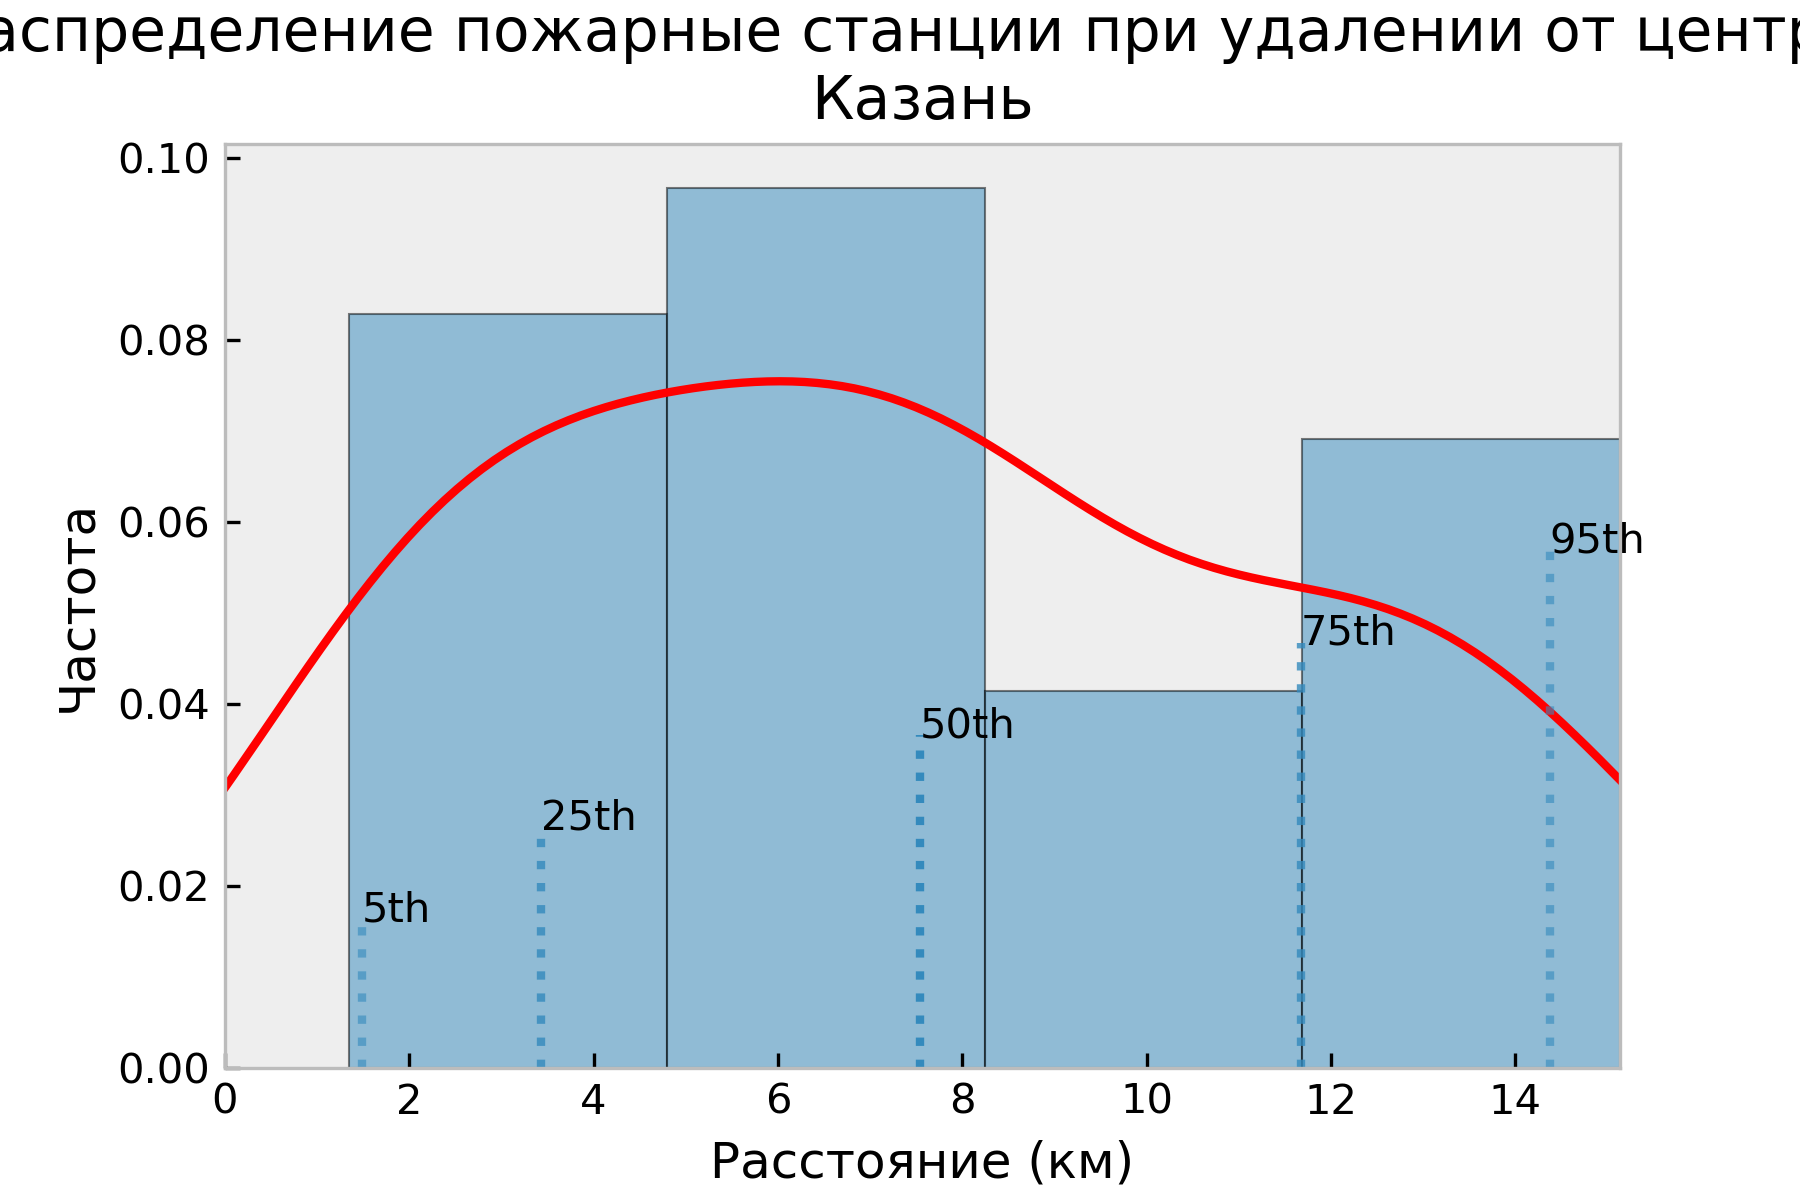 аспределение пожарные станции при удалении от центр
Казань
0.10
0.08
0.06
0.04
0.02
0.00
Частота
5th
25th
50th
75th
95th
0 2 4 6 8 10 12 14
Расстояние (км)